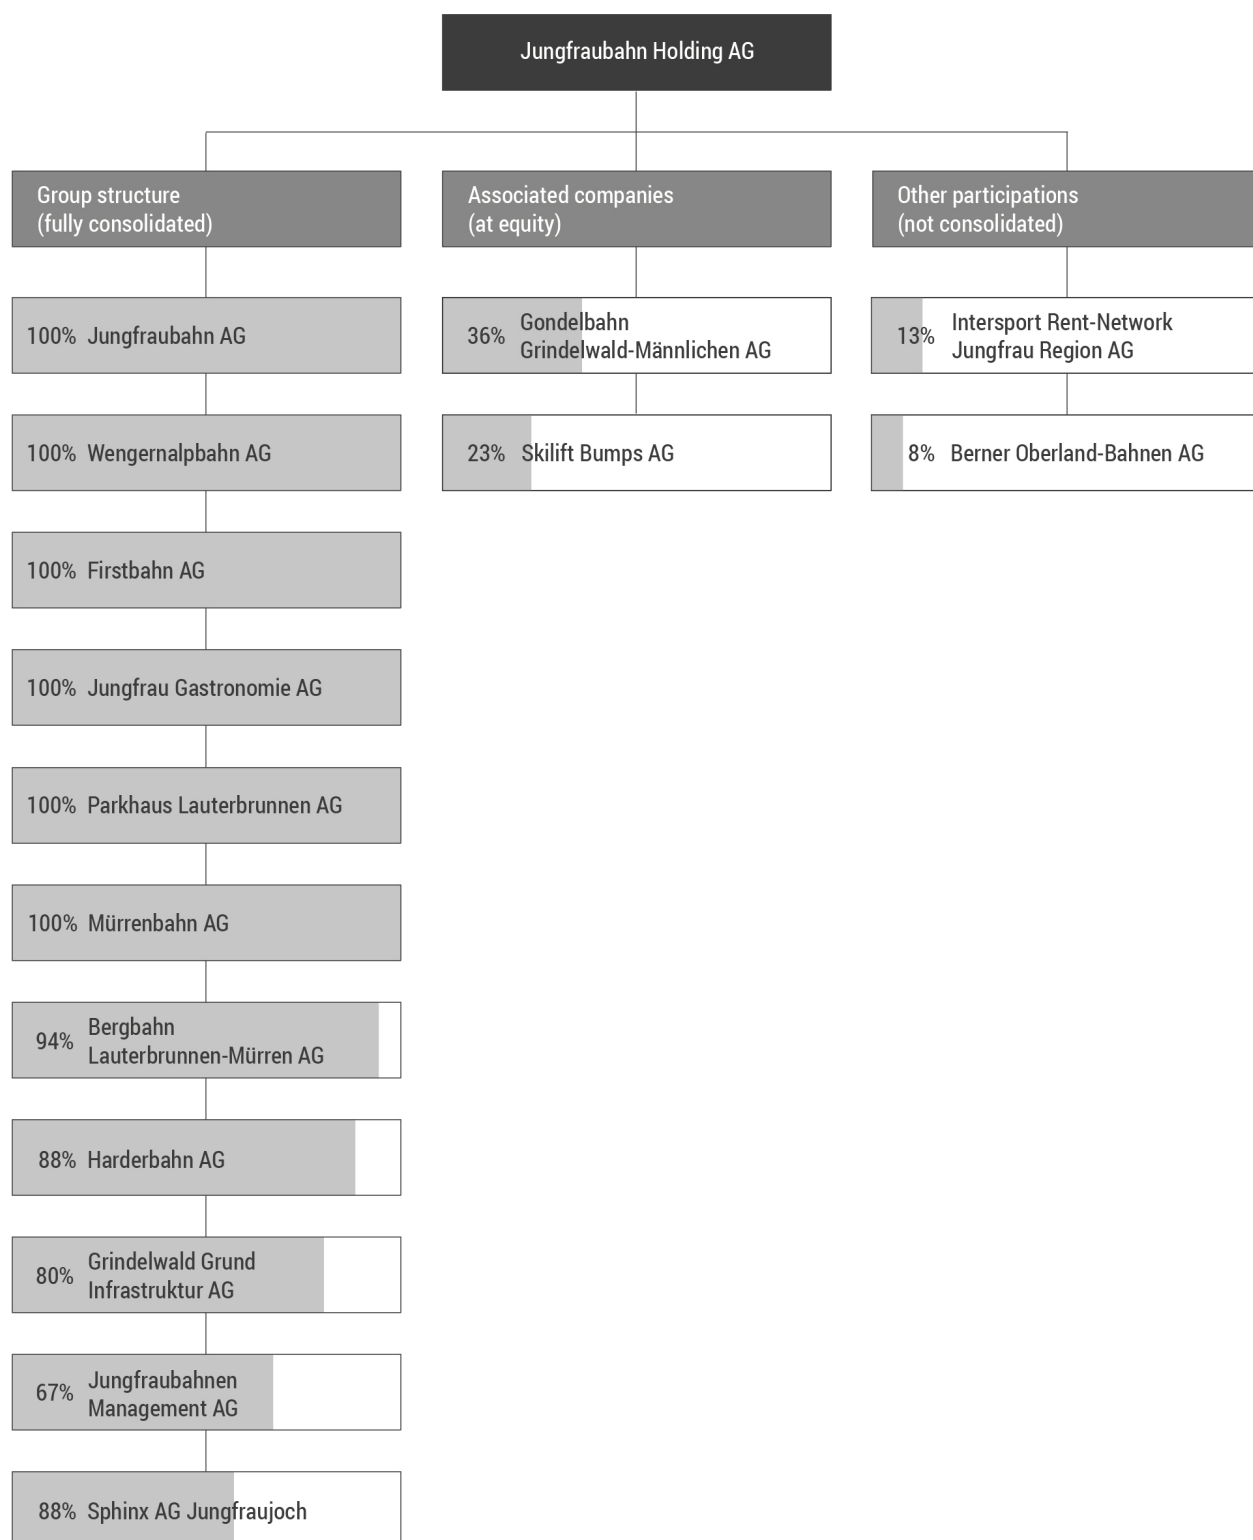 Jungfraubahn Holding AG
Group structure
(fully consolidated)
100% Jungfraubahn AG
100% Wengernalpbahn AG
100% Firstbahn AG
100% Jungfrau Gastronomie AG
100% Parkhaus Lauterbrunnen AG
100% Mürrenbahn AG
94% Bergbahn
Lauterbrunnen-Mürren AG
88% Harderbahn AG
80% Grindelwald Grund
Infrastruktur AG
67% Jungfraubahnen
Management AG
88% Sphinx AG Jungfraujoch
Associated companies
(at equity)
36% Gondelbahn
Grindelwald-Männlichen AG
23% Skilift Bumps AG
Other participations
(not consolidated)
13% Intersport Rent-Network
Jungfrau Region AG
8% Berner Oberland-Bahnen AG